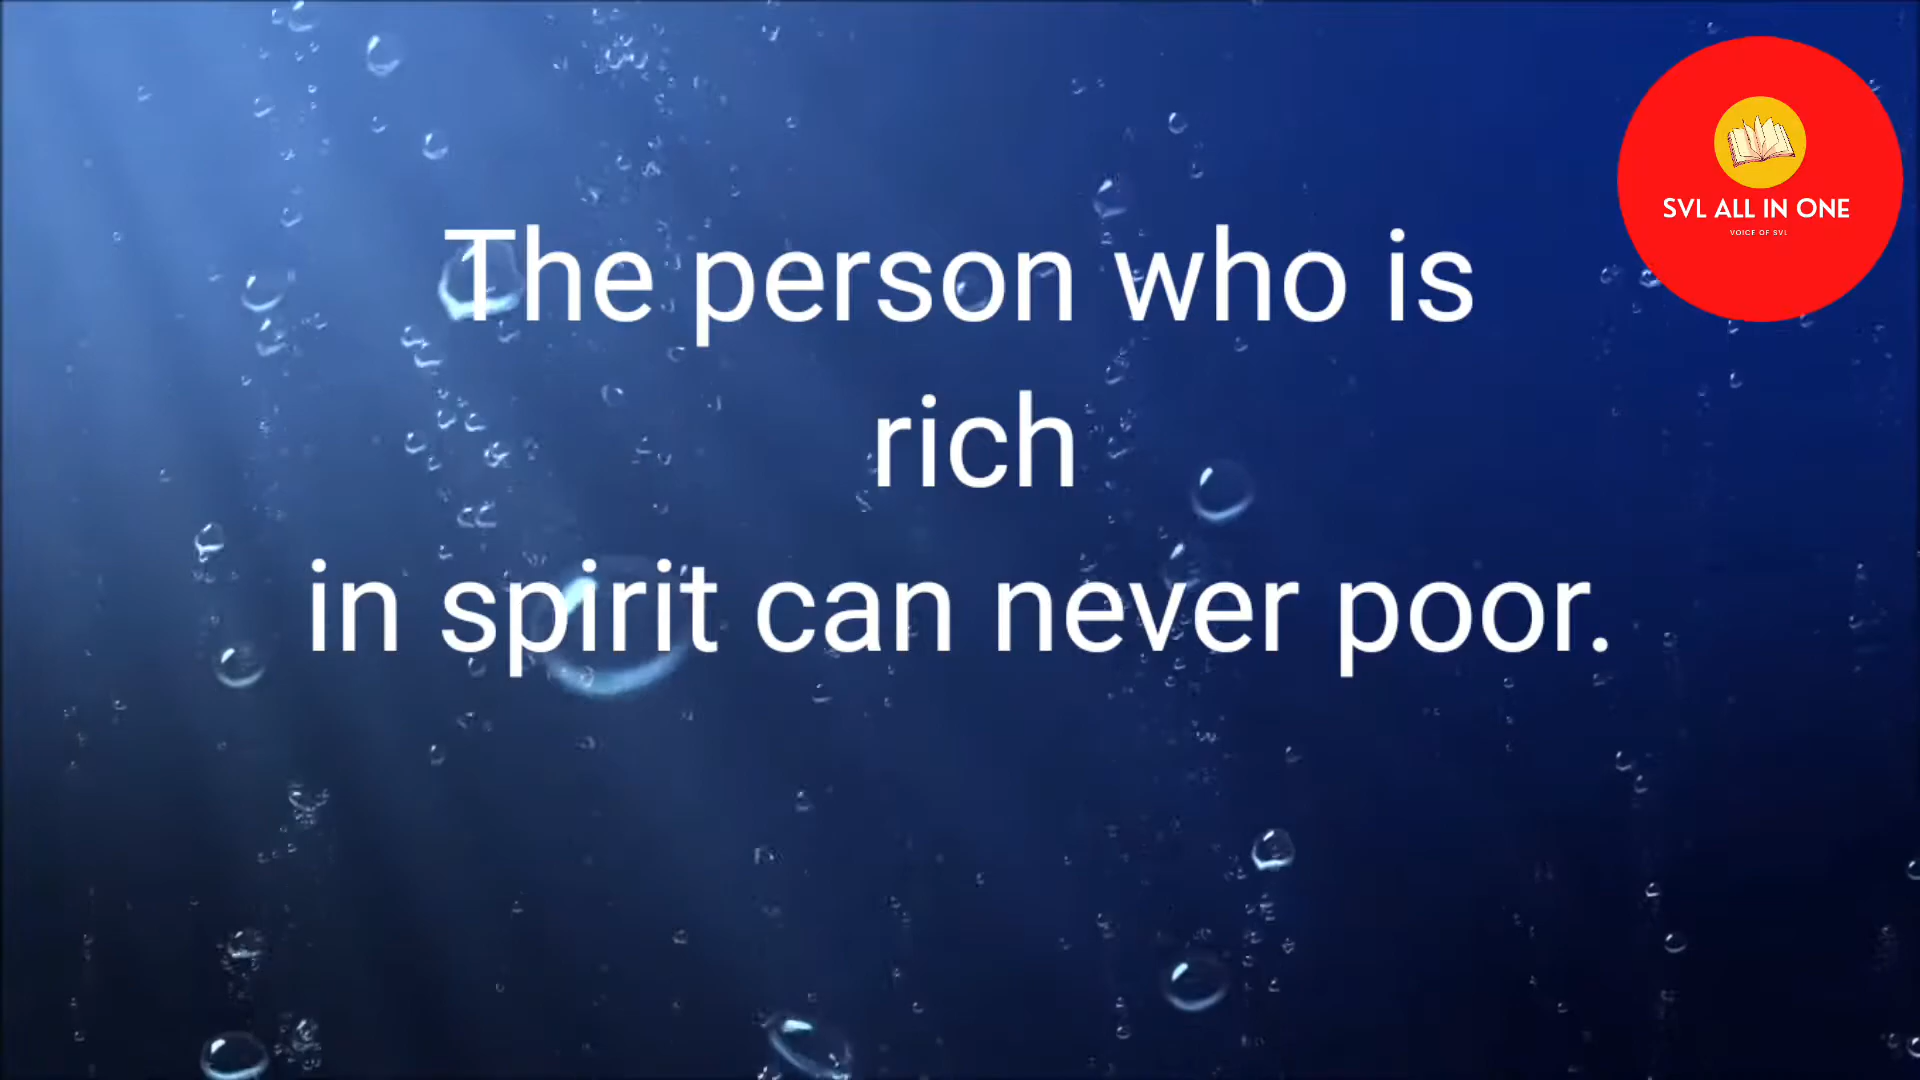 SVL ALL IN ONE
VOICE OF SVL
The person who is
rich
in spirit can never poor.